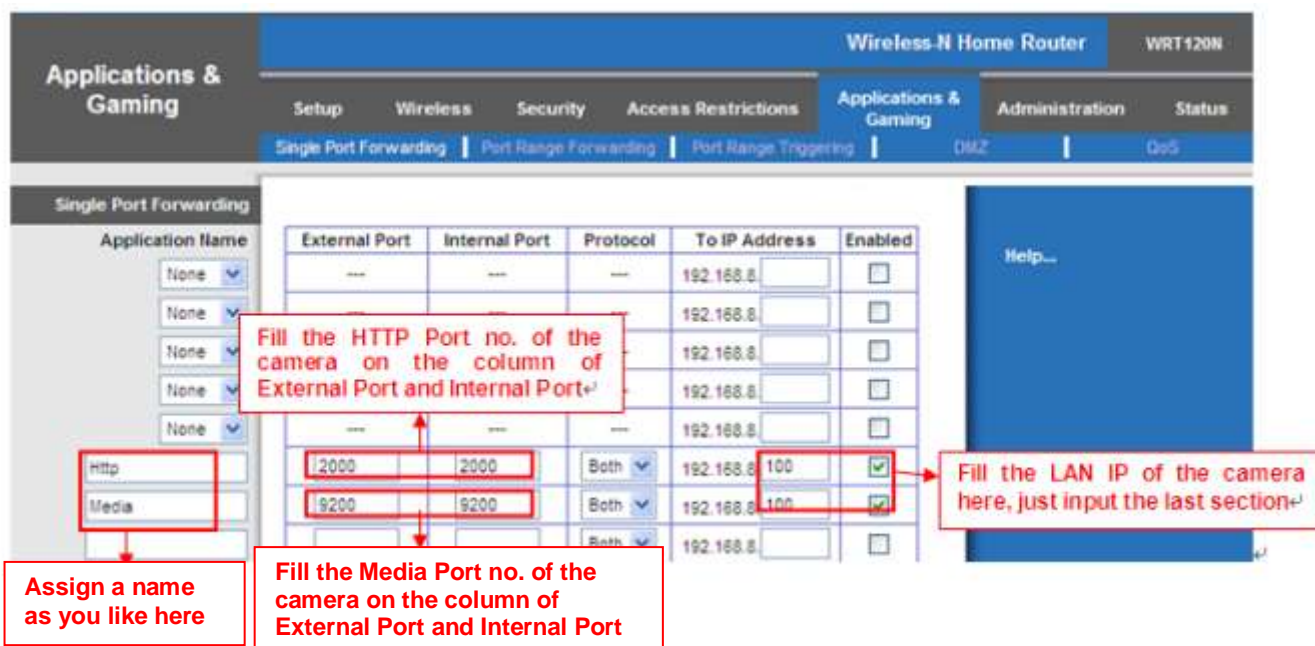 Wireless-N Home Router WRT120N
Applications & Gaming
Setup Wireless Security Access Restrictions Applications & Gaming Administration Status
Single Port Forwarding Port Range Forwarding Port Range Triggering DMZ QoS
Single Port Forwarding
Application Name External Port Internal Port Protocol To IP Address Enabled
Help...
None --- --- --- 192.168.8.
None --- --- --- 192.168.8.
None 192.168.8.
None 192.168.8.
None --- --- --- 192.168.8.
Fill the HTTP Port no. of the
camera on the column of
External Port and Internal Port↵
Http 2000 2000 Both 192.168.8. 100
Media 9200 9200 Both 192.168.8. 100
Both 192.168.8.
Fill the LAN IP of the camera
here, just input the last section↵
↵
Assign a name
as you like here
Fill the Media Port no. of the
camera on the column of
External Port and Internal Port